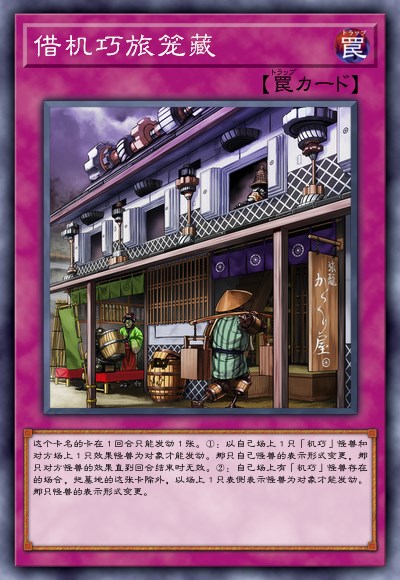 借机巧旅笼藏
トラップ
罠
トラップ
【罠カード】
京都
からくり屋
这个卡名的卡在1回合只能发动1张。①：以自己场上1只「机巧」怪兽和
对方场上1只效果怪兽为对象才能发动。那只自己怪兽的表示形式变更，那
只对方怪兽的效果直到回合结束时无效。②：自己场上有「机巧」怪兽存在
的场合，把墓地的这张卡除外，以场上1只表侧表示怪兽为对象才能发动。
那只怪兽的表示形式变更。